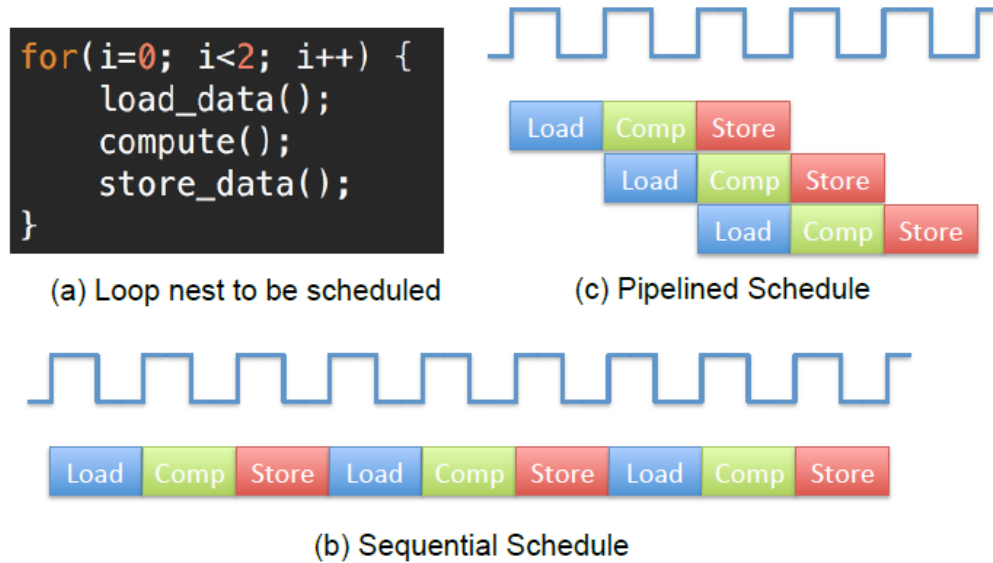 for(i=0; i<2; i++) {
load_data();
compute();
store_data();
}
(a) Loop nest to be scheduled
Load Comp Store
Load Comp Store
Load Comp Store
(c) Pipelined Schedule
Load Comp Store Load Comp Store Load Comp Store
(b) Sequential Schedule